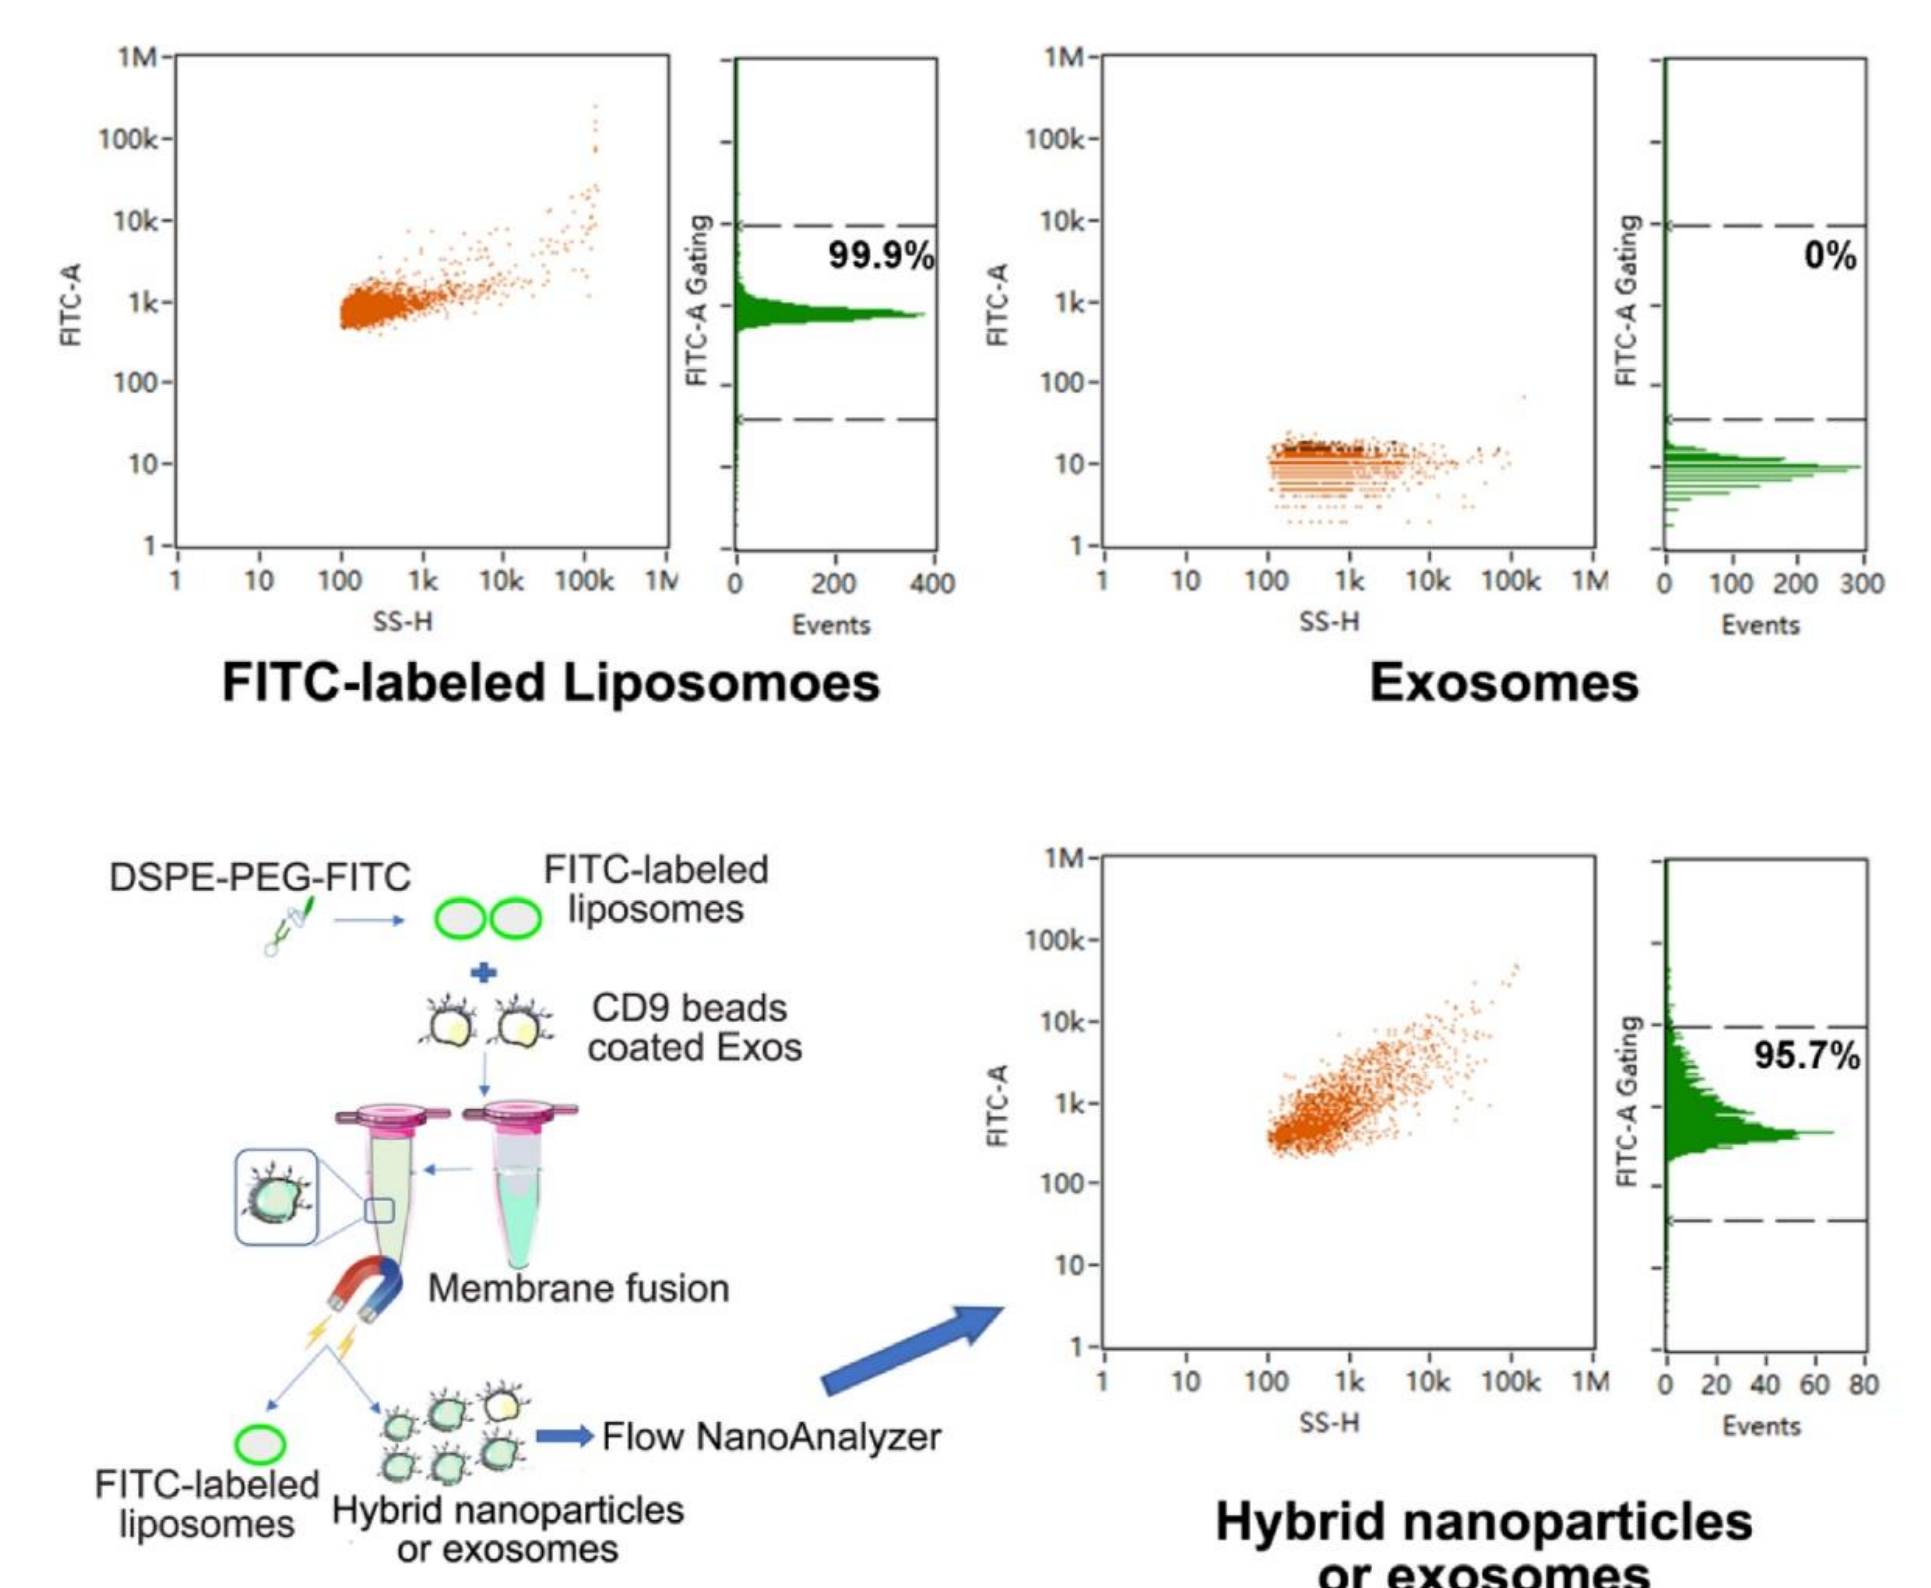 1M
100k
10k
1k
100
10
1
FITC-A
1 10 100 1k 10k 100k 1M
SS-H
FITC-A Gating
99.9%
0 200 400
Events
FITC-labeled Liposomoes
1M
100k
10k
1k
100
10
1
FITC-A
1 10 100 1k 10k 100k 1M
SS-H
FITC-A Gating
0%
0 100 200 300
Events
Exosomes
DSPE-PEG-FITC
FITC-labeled
liposomes
CD9 beads
coated Exos
Membrane fusion
FITC-labeled
liposomes
Hybrid nanoparticles
or exosomes
Flow NanoAnalyzer
1M
100k
10k
1k
100
10
1
FITC-A
1 10 100 1k 10k 100k 1M
SS-H
FITC-A Gating
95.7%
0 20 40 60 80
Events
Hybrid nanoparticles
or exosomes